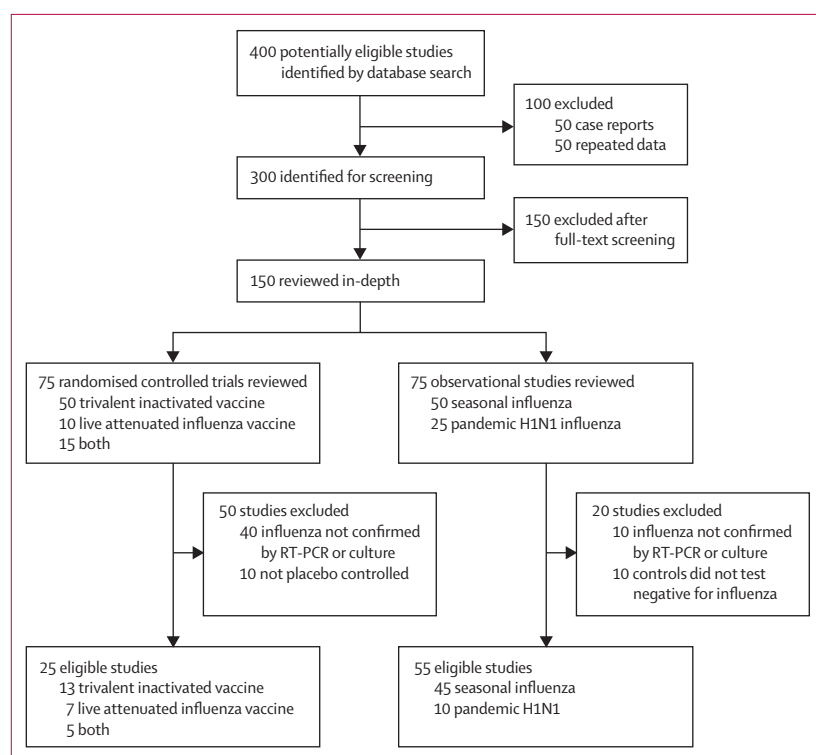 400 potentially eligible studies
identified by database search
100 excluded
50 case reports
50 repeated data
300 identified for screening
150 excluded after
full-text screening
150 reviewed in-depth
75 randomised controlled trials reviewed
50 trivalent inactivated vaccine
10 live attenuated influenza vaccine
15 both
75 observational studies reviewed
50 seasonal influenza
25 pandemic H1N1 influenza
50 studies excluded
40 influenza not confirmed
by RT-PCR or culture
10 not placebo controlled
20 studies excluded
10 influenza not confirmed
by RT-PCR or culture
10 controls did not test
negative for influenza
25 eligible studies
13 trivalent inactivated vaccine
7 live attenuated influenza vaccine
5 both
55 eligible studies
45 seasonal influenza
10 pandemic H1N1